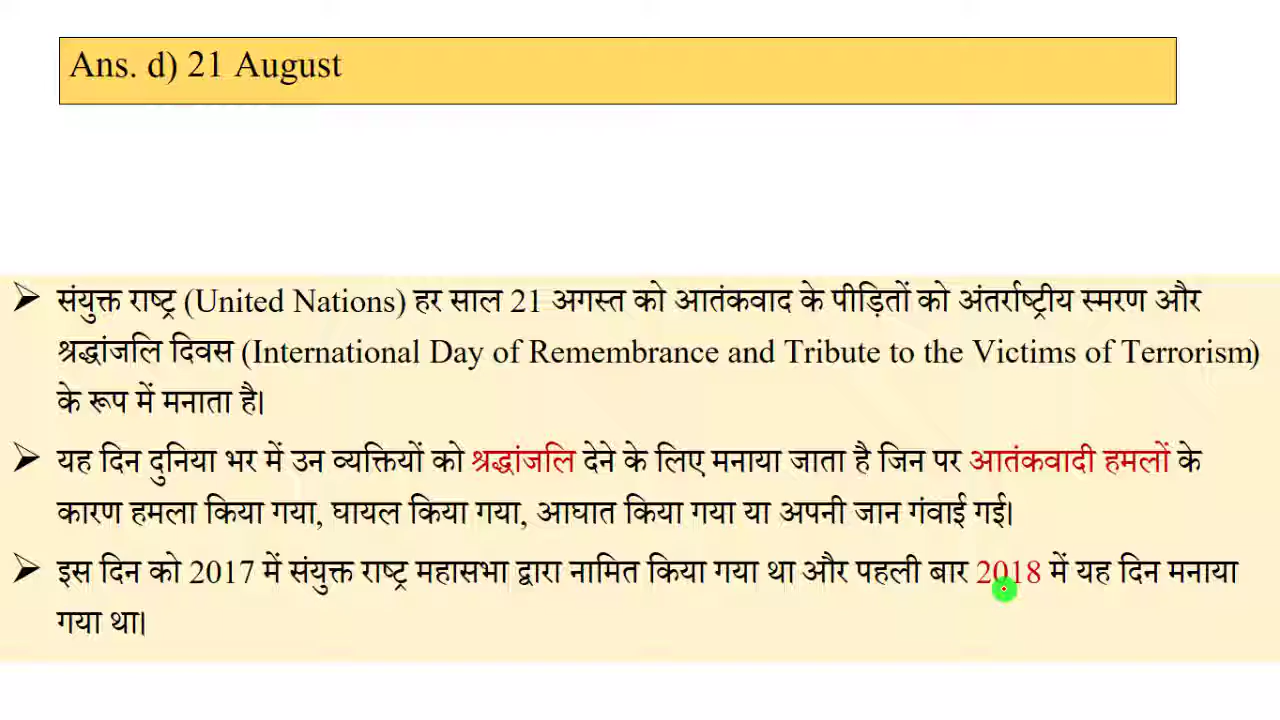 Ans. d) 21 August
➢ संयुक्त राष्ट्र (United Nations) हर साल 21 अगस्त को आतंकवाद के पीड़ितों को अंतर्राष्ट्रीय स्मरण और
श्रद्धांजलि दिवस (International Day of Remembrance and Tribute to the Victims of Terrorism)
के रूप में मनाता है।
➢ यह दिन दुनिया भर में उन व्यक्तियों को श्रद्धांजलि देने के लिए मनाया जाता है जिन पर आतंकवादी हमलों के
कारण हमला किया गया, घायल किया गया, आघात किया गया या अपनी जान गंवाई गई।
➢ इस दिन को 2017 में संयुक्त राष्ट्र महासभा द्वारा नामित किया गया था और पहली बार 2018 में यह दिन मनाया
गया था।